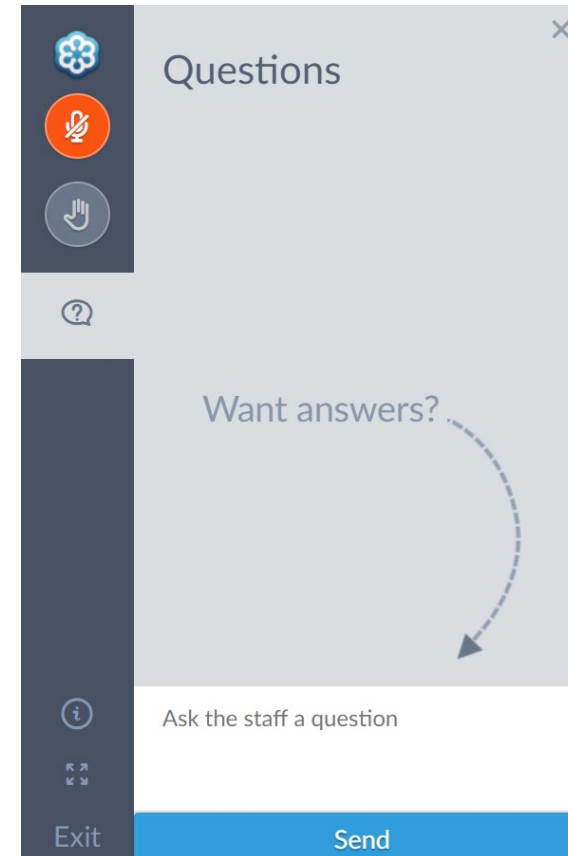 Questions
Want answers?
Ask the staff a question
Exit
Send